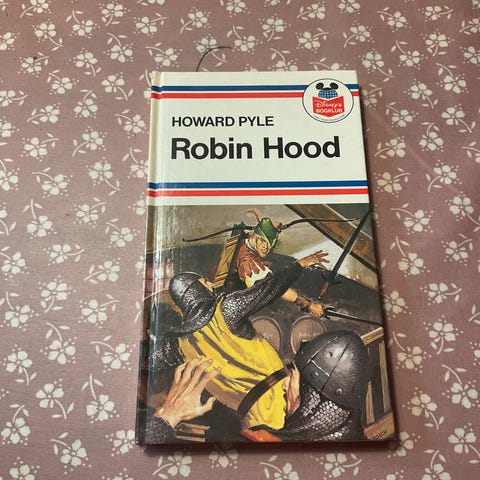 HOWARD PYLE
Robin Hood
Disney's
BOOKLUB